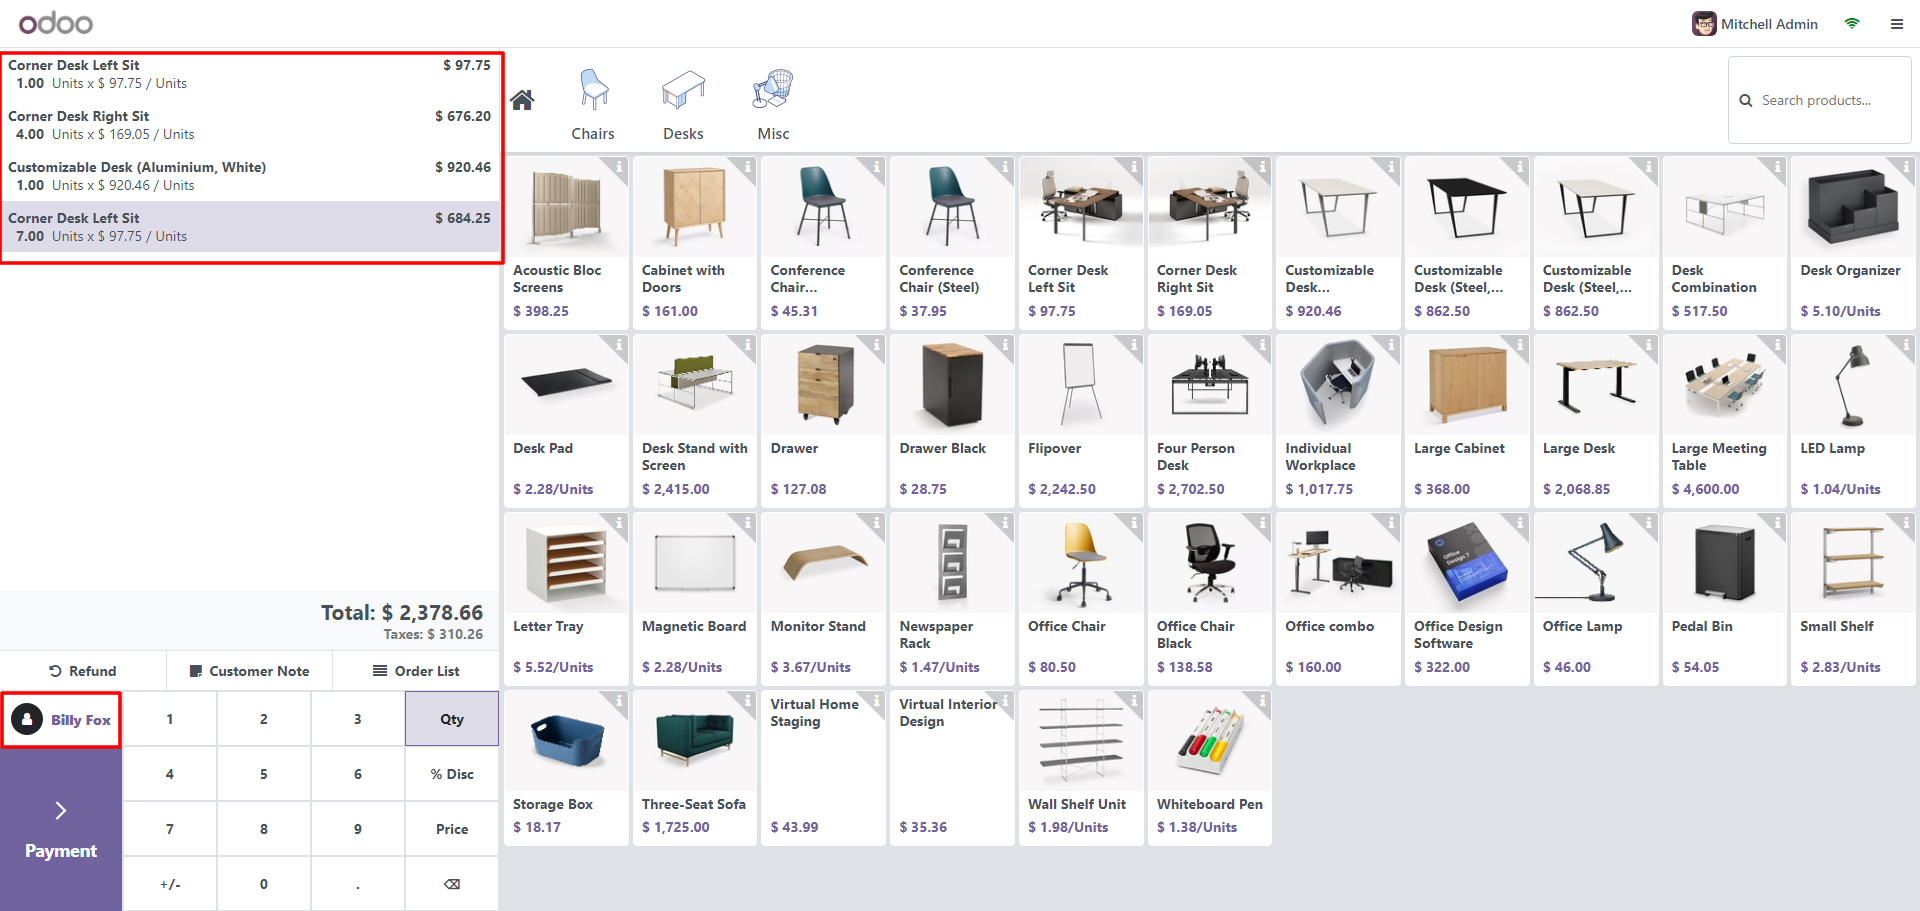 odoo
Mitchell Admin
Corner Desk Left Sit $ 97.75
1.00 Units x $ 97.75 / Units
Corner Desk Right Sit $ 676.20
4.00 Units x $ 169.05 / Units
Customizable Desk (Aluminium, White) $ 920.46
1.00 Units x $ 920.46 / Units
Corner Desk Left Sit $ 684.25
7.00 Units x $ 97.75 / Units
Total: $ 2,378.66
Taxes: $ 310.26
Refund Customer Note Order List
Billy Fox 1 2 3 Qty
4 5 6 % Disc
7 8 9 Price
Payment
+/- 0 . ⌫
Chairs Desks Misc
Search products...
Acoustic Bloc
Screens
$ 398.25
Cabinet with
Doors
$ 161.00
Conference
Chair...
$ 45.31
Conference
Chair (Steel)
$ 37.95
Corner Desk
Left Sit
$ 97.75
Corner Desk
Right Sit
$ 169.05
Customizable
Desk...
$ 920.46
Customizable
Desk (Steel,...
$ 862.50
Customizable
Desk (Steel,...
$ 862.50
Desk
Combination
$ 517.50
Desk Organizer
$ 5.10/Units
Desk Pad
$ 2.28/Units
Desk Stand with
Screen
$ 2,415.00
Drawer
$ 127.08
Drawer Black
$ 28.75
Flipover
$ 2,242.50
Four Person
Desk
$ 2,702.50
Individual
Workplace
$ 1,017.75
Large Cabinet
$ 368.00
Large Desk
$ 2,068.85
Large Meeting
Table
$ 4,600.00
LED Lamp
$ 1.04/Units
Letter Tray
$ 5.52/Units
Magnetic Board
$ 2.28/Units
Monitor Stand
$ 3.67/Units
Newspaper
Rack
$ 1.47/Units
Office Chair
$ 80.50
Office Chair
Black
$ 138.58
Office combo
$ 160.00
Office
Design 7
Office Design
Software
$ 322.00
Office Lamp
$ 46.00
Pedal Bin
$ 54.05
Small Shelf
$ 2.83/Units
Storage Box
$ 18.17
Three-Seat Sofa
$ 1,725.00
Virtual Home
Staging
$ 43.99
Virtual Interior
Design
$ 35.36
Wall Shelf Unit
$ 1.98/Units
Whiteboard Pen
$ 1.38/Units